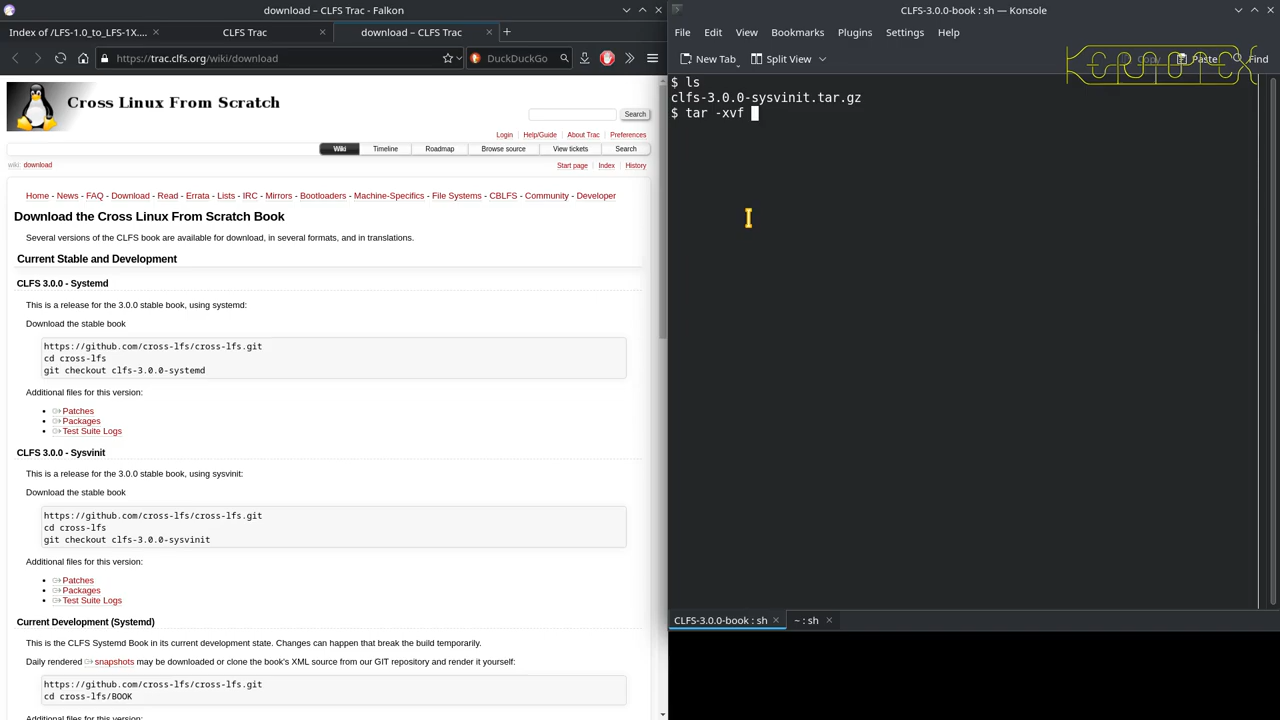 download – CLFS Trac - Falkon
Index of /LFS-1.0_to_LFS-1X....
CLFS Trac
download – CLFS Trac
https://trac.clfs.org/wiki/download
DuckDuckGo
Cross Linux From Scratch
Search
Login Help/Guide About Trac Preferences
Wiki Timeline Roadmap Browse source View tickets Search
wiki: download
Start page Index History
Home - News - FAQ - Download - Read - Errata - Lists - IRC - Mirrors - Bootloaders - Machine-Specifics - File Systems - CBLFS - Community - Developer
Download the Cross Linux From Scratch Book
Several versions of the CLFS book are available for download, in several formats, and in translations.
Current Stable and Development
CLFS 3.0.0 - Systemd
This is a release for the 3.0.0 stable book, using systemd:
Download the stable book
https://github.com/cross-lfs/cross-lfs.git
cd cross-lfs
git checkout clfs-3.0.0-systemd
Additional files for this version:
Patches
Packages
Test Suite Logs
CLFS 3.0.0 - Sysvinit
This is a release for the 3.0.0 stable book, using sysvinit:
Download the stable book
https://github.com/cross-lfs/cross-lfs.git
cd cross-lfs
git checkout clfs-3.0.0-sysvinit
Additional files for this version:
Patches
Packages
Test Suite Logs
Current Development (Systemd)
This is the CLFS Systemd Book in its current development state. Changes can happen that break the build temporarily.
Daily rendered snapshots may be downloaded or clone the book's XML source from our GIT repository and render it yourself:
https://github.com/cross-lfs/cross-lfs.git
cd cross-lfs/BOOK
Additional files for this version:
CLFS-3.0.0-book : sh — Konsole
File Edit View Bookmarks Plugins Settings Help
New Tab Split View Copy Paste Find
$ ls
clfs-3.0.0-sysvinit.tar.gz
$ tar -xvf
CLFS-3.0.0-book : sh
~ : sh